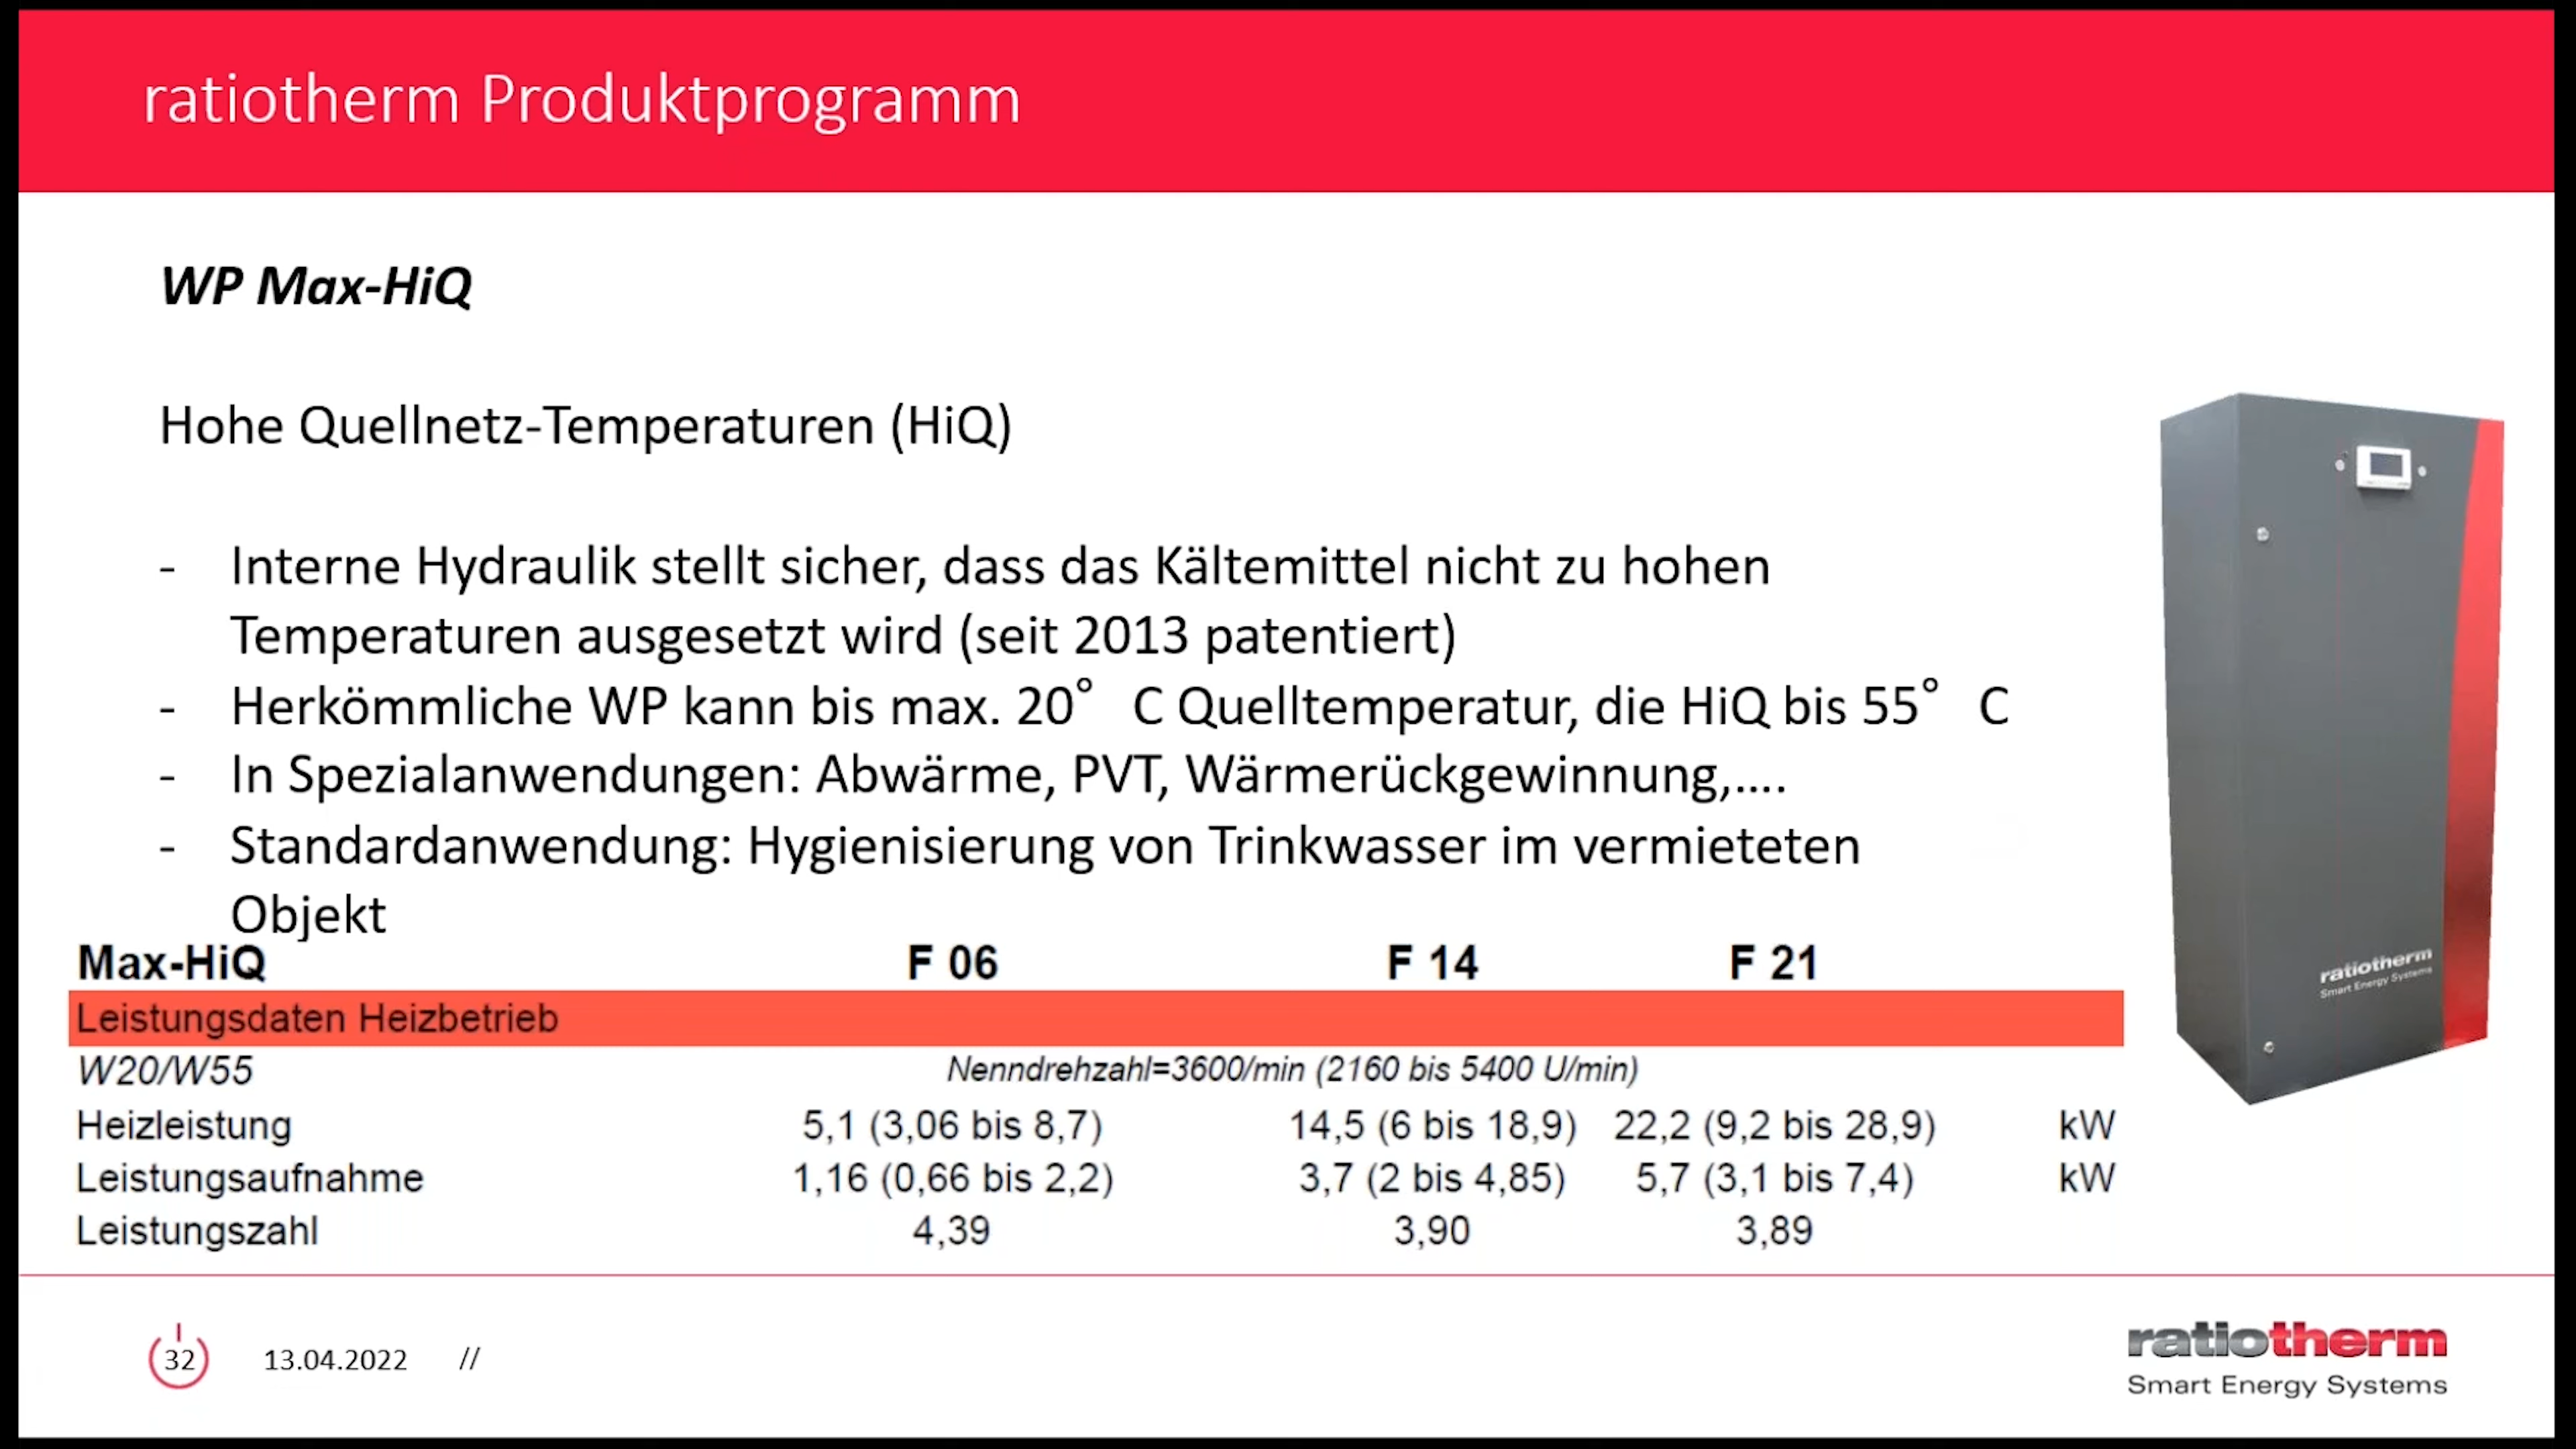 ratiotherm Produktprogramm
WP Max-HiQ
Hohe Quellnetz-Temperaturen (HiQ)
- Interne Hydraulik stellt sicher, dass das Kältemittel nicht zu hohen
Temperaturen ausgesetzt wird (seit 2013 patentiert)
- Herkömmliche WP kann bis max. 20° C Quelltemperatur, die HiQ bis 55° C
- In Spezialanwendungen: Abwärme, PVT, Wärmerückgewinnung,....
- Standardanwendung: Hygienisierung von Trinkwasser im vermieteten
Objekt
ratiotherm
Smart Energy Systems
Max-HiQ F 06 F 14 F 21
Leistungsdaten Heizbetrieb
W20/W55 Nenndrehzahl=3600/min (2160 bis 5400 U/min)
Heizleistung 5,1 (3,06 bis 8,7) 14,5 (6 bis 18,9) 22,2 (9,2 bis 28,9) kW
Leistungsaufnahme 1,16 (0,66 bis 2,2) 3,7 (2 bis 4,85) 5,7 (3,1 bis 7,4) kW
Leistungszahl 4,39 3,90 3,89
32 13.04.2022 //
ratiotherm
Smart Energy Systems